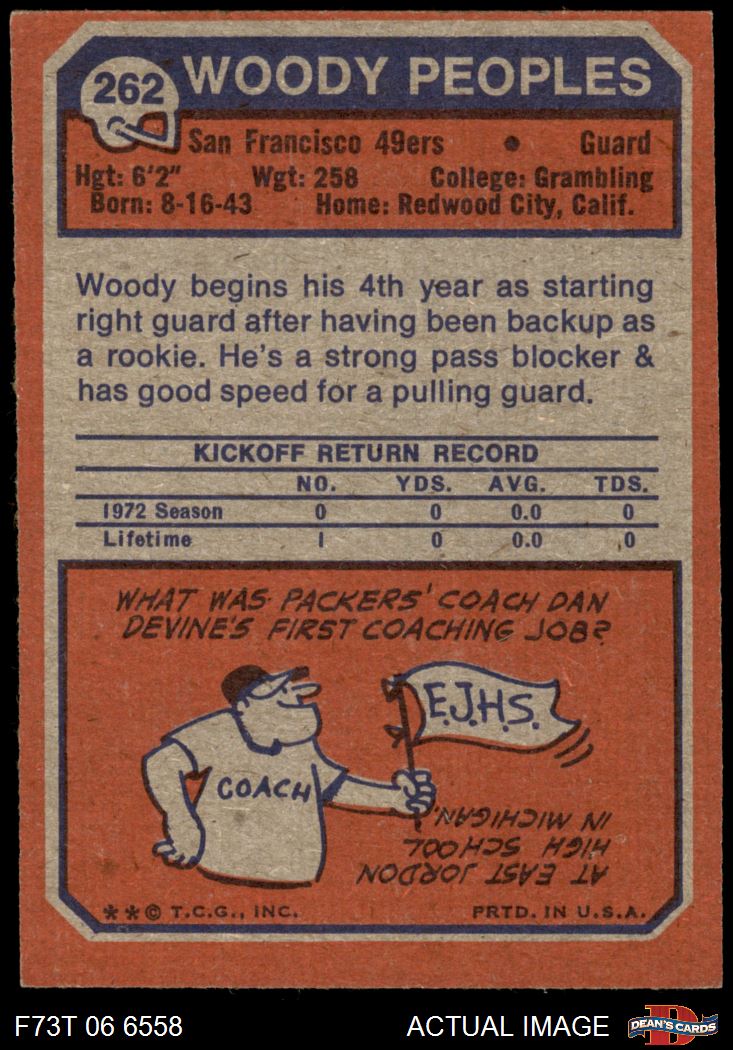 262
WOODY PEOPLES
San Francisco 49ers • Guard
Hgt: 6'2" Wgt: 258 College: Grambling
Born: 8-16-43 Home: Redwood City, Calif.
Woody begins his 4th year as starting
right guard after having been backup as
a rookie. He's a strong pass blocker &
has good speed for a pulling guard.
KICKOFF RETURN RECORD
NO. YDS. AVG. TDS.
1972 Season 0 0 0.0 0
Lifetime 1 0 0.0 0
WHAT WAS PACKERS' COACH DAN
DEVINE'S FIRST COACHING JOB?
E.J.H.S.
COACH
AT EAST JORDON
HIGH SCHOOL
IN MICHIGAN.
**© T.C.G., INC. PRTD. IN U.S.A.
F73T 06 6558 ACTUAL IMAGE
D
DEAN'S CARDS